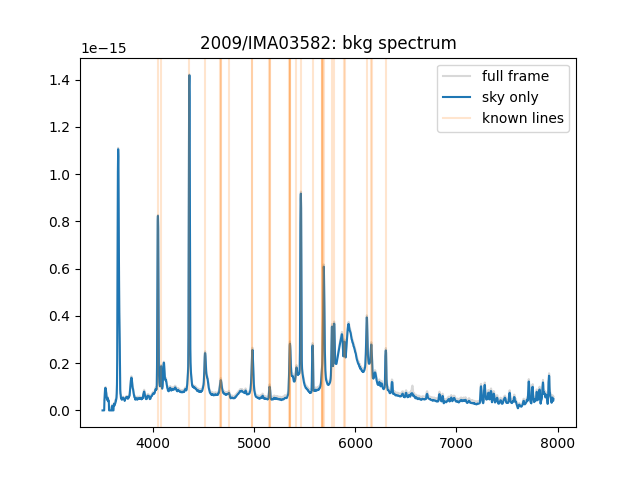 2009/IMA03582: bkg spectrum
1e−15
full frame
sky only
known lines
1.4
1.2
1.0
0.8
0.6
0.4
0.2
0.0
4000 5000 6000 7000 8000